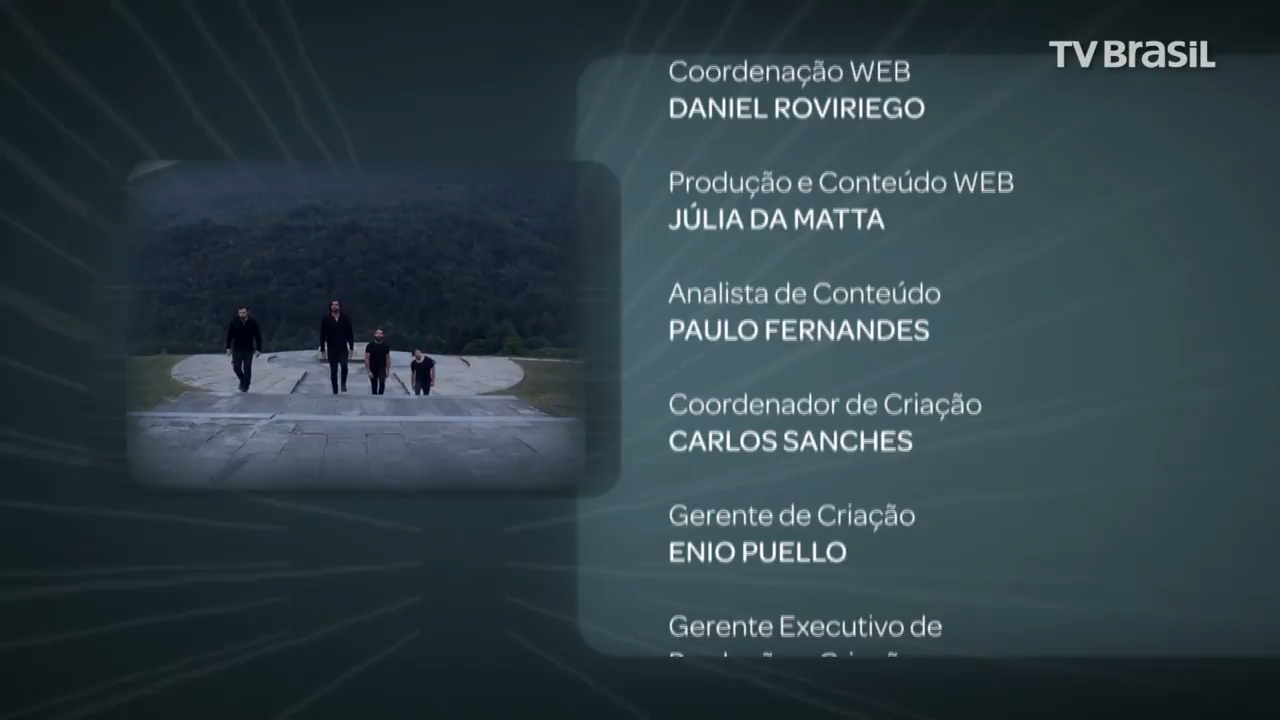 TV BRASIL
Coordenação WEB
DANIEL ROVIRIEGO
Produção e Conteúdo WEB
JÚLIA DA MATTA
Analista de Conteúdo
PAULO FERNANDES
Coordenador de Criação
CARLOS SANCHES
Gerente de Criação
ENIO PUELLO
Gerente Executivo de